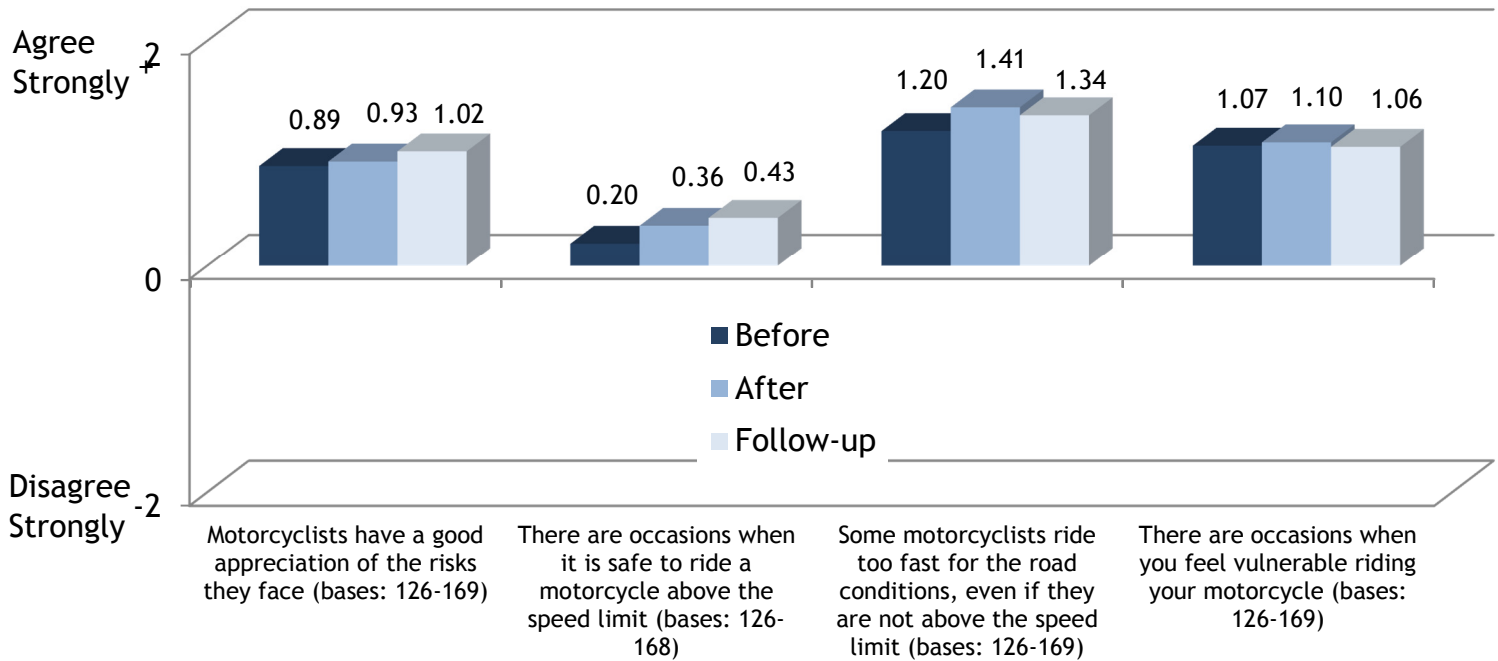 Agree
Strongly
+2
0.89 0.93 1.02
0.20 0.36 0.43
1.20 1.41 1.34
1.07 1.10 1.06
0
Before
After
Follow-up
Disagree
Strongly
-2
Motorcyclists have a good
appreciation of the risks
they face (bases: 126-169)
There are occasions when
it is safe to ride a
motorcycle above the
speed limit (bases: 126-
168)
Some motorcyclists ride
too fast for the road
conditions, even if they
are not above the speed
limit (bases: 126-169)
There are occasions when
you feel vulnerable riding
your motorcycle (bases:
126-169)